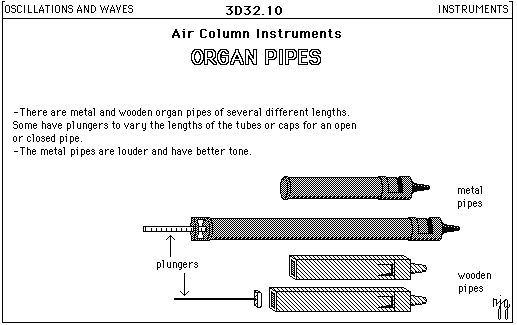 OSCILLATIONS AND WAVES
3D32.10
INSTRUMENTS
Air Column Instruments
ORGAN PIPES
-There are metal and wooden organ pipes of several different lengths.
Some have plungers to vary the lengths of the tubes or caps for an open
or closed pipe.
-The metal pipes are louder and have better tone.
metal
pipes
plungers
wooden
pipes